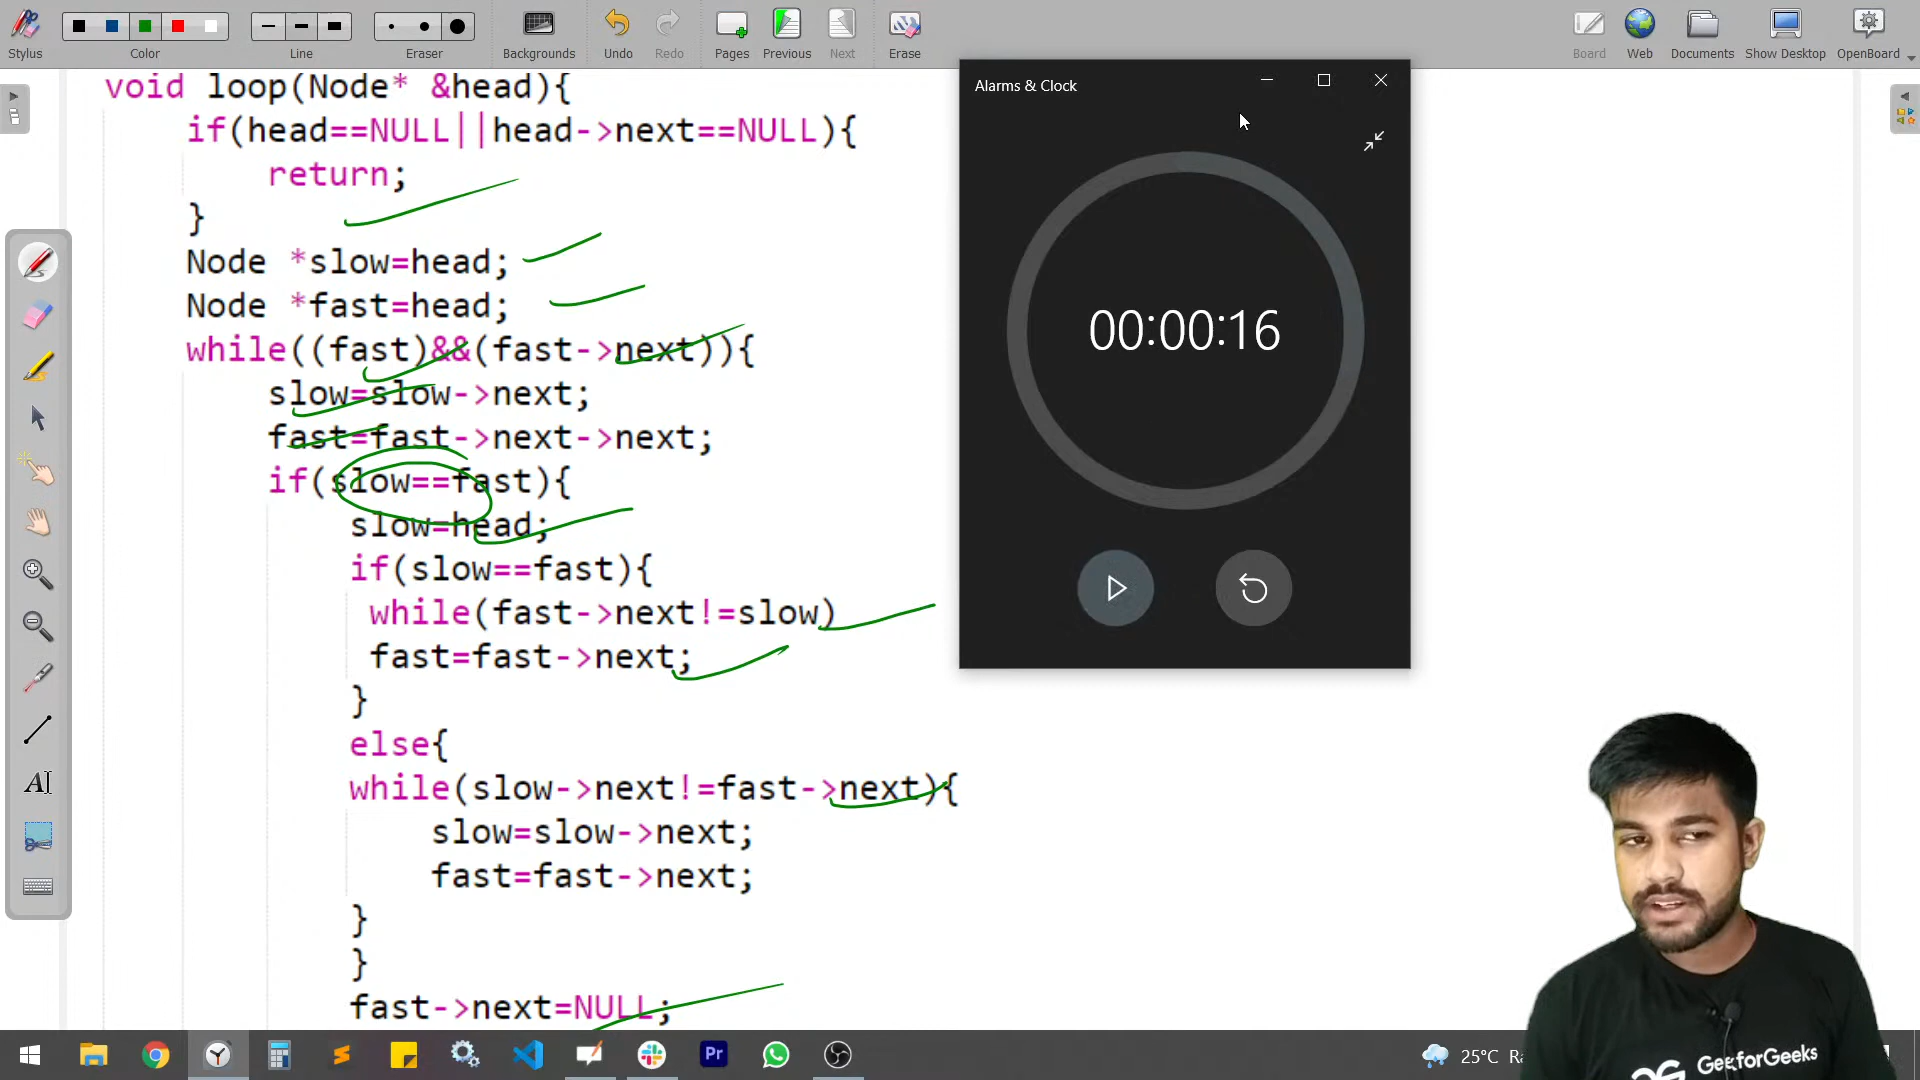 Stylus
Color
Line
Eraser
Backgrounds
Undo
Redo
Pages
Previous
Next
Erase
Board
Web
Documents
Show Desktop
OpenBoard
void loop(Node* &head){
if(head==NULL||head->next==NULL){
return;
}
Node *slow=head;
Node *fast=head;
while((fast)&&(fast->next)){
slow=slow->next;
fast=fast->next->next;
if(slow==fast){
slow=head;
if(slow==fast){
while(fast->next!=slow)
fast=fast->next;
}
else{
while(slow->next!=fast->next){
slow=slow->next;
fast=fast->next;
}
}
fast->next=NULL;
Alarms & Clock
00:00:16
AI
Pr
25°C
GeeksforGeeks